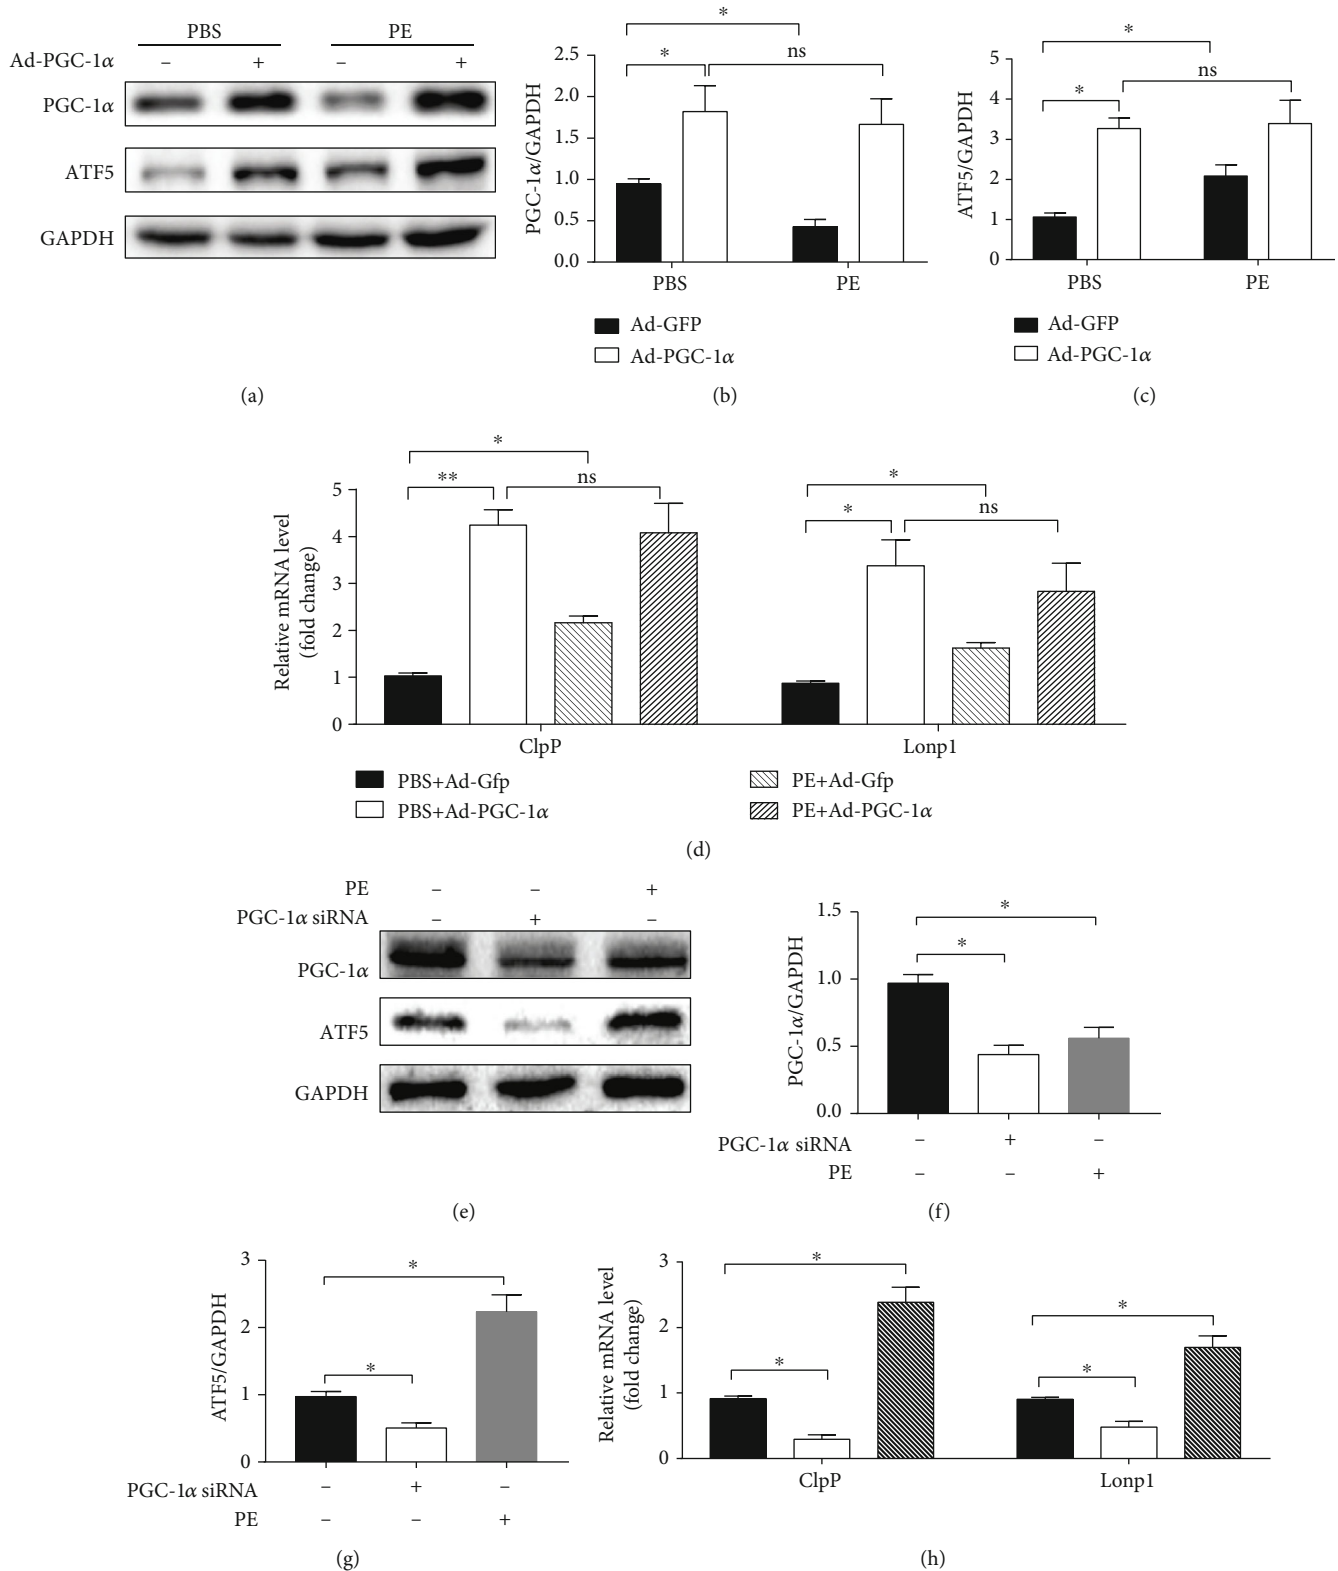 PBS PE
Ad-PGC-1α – + – +
PGC-1α
ATF5
GAPDH
(a)
* 
* ns
2.5
2.0
1.5
1.0
0.5
0.0
PGC-1α/GAPDH
PBS PE
Ad-GFP
Ad-PGC-1α
(b)
*
* ns
5
4
3
2
1
0
ATF5/GAPDH
PBS PE
Ad-GFP
Ad-PGC-1α
(c)
*
** ns
*
* ns
5
4
3
2
1
0
Relative mRNA level
(fold change)
ClpP Lonp1
PBS+Ad-Gfp PE+Ad-Gfp
PBS+Ad-PGC-1α PE+Ad-PGC-1α
(d)
PE – – +
PGC-1α siRNA – + –
PGC-1α
ATF5
GAPDH
(e)
*
*
1.5
1.0
0.5
0.0
PGC-1α/GAPDH
PGC-1α siRNA – + –
PE – – +
(f)
*
*
3
2
1
0
ATF5/GAPDH
PGC-1α siRNA – + –
PE – – +
(g)
*
*
*
*
3
2
1
0
Relative mRNA level
(fold change)
ClpP Lonp1
(h)